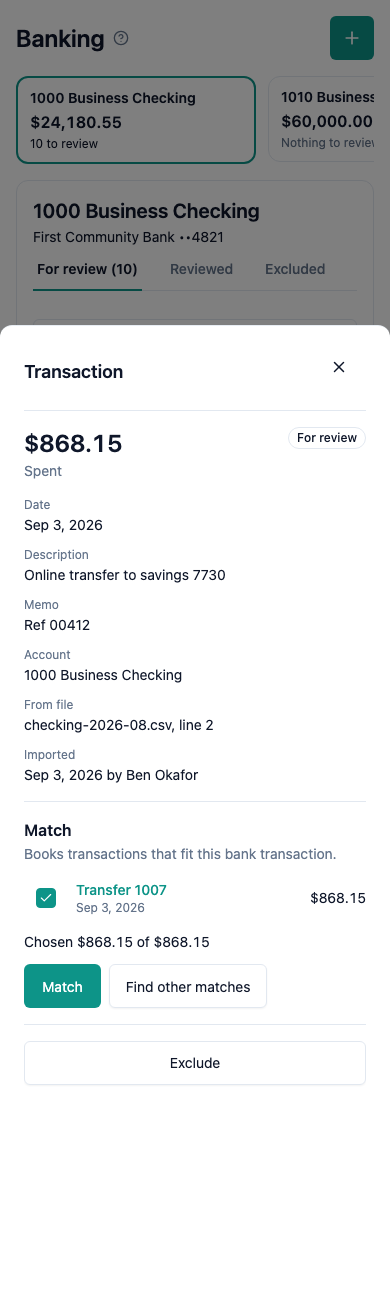 Banking
1000 Business Checking
$24,180.55
10 to review
1010 Business
$60,000.00
Nothing to review
1000 Business Checking
First Community Bank ••4821
For review (10)
Reviewed
Excluded
Transaction
$868.15
For review
Spent
Date
Sep 3, 2026
Description
Online transfer to savings 7730
Memo
Ref 00412
Account
1000 Business Checking
From file
checking-2026-08.csv, line 2
Imported
Sep 3, 2026 by Ben Okafor
Match
Books transactions that fit this bank transaction.
Transfer 1007
$868.15
Sep 3, 2026
Chosen $868.15 of $868.15
Match
Find other matches
Exclude